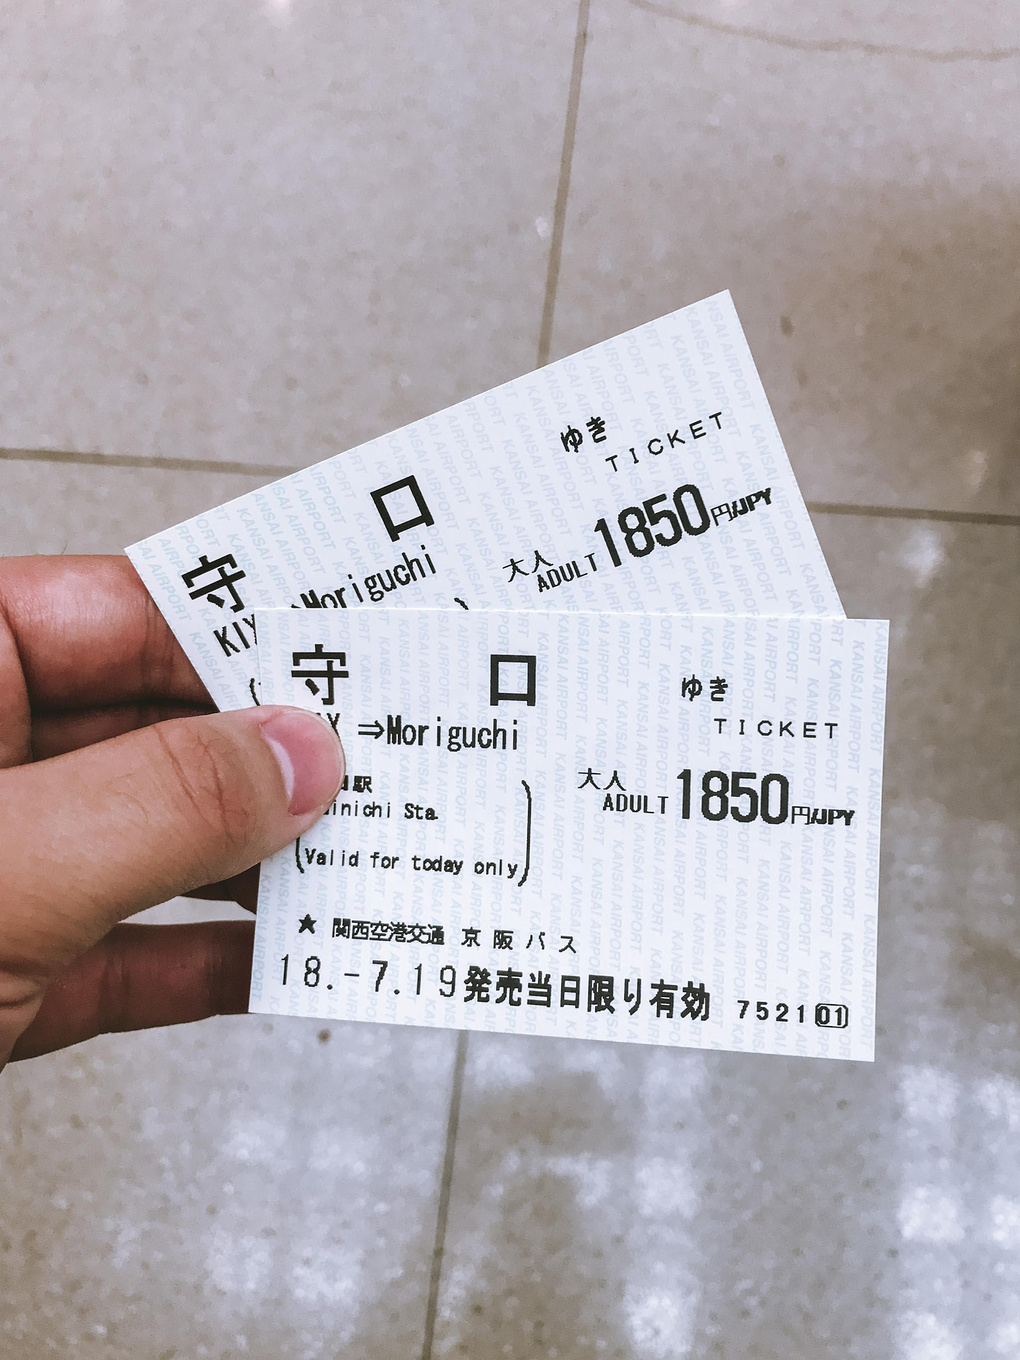 ゆき
TICKET
守 口
⇒Moriguchi
大人
ADULT 1850円/JPY
守 口
⇒Moriguchi
ゆき
TICKET
駅
Sta.
(Valid for today only)
大人
ADULT 1850円/JPY
★ 関西空港交通 京阪バス
18.-7.19発売当日限り有効 7521 01
KANSAI AIRPORT